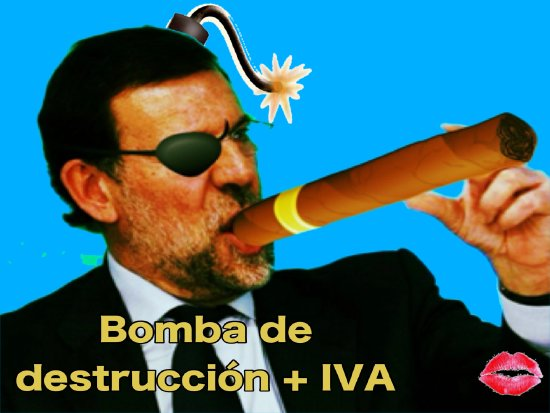 Bomba de
destrucción + IVA